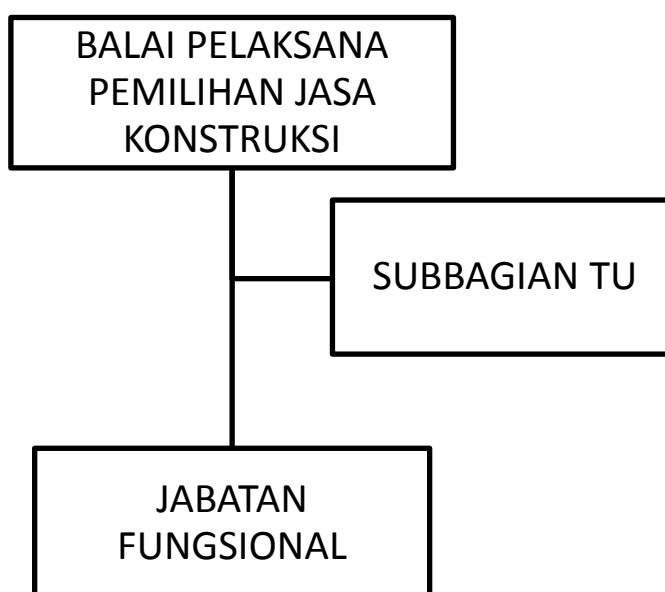 BALAI PELAKSANA
PEMILIHAN JASA
KONSTRUKSI
SUBBAGIAN TU
JABATAN
FUNGSIONAL